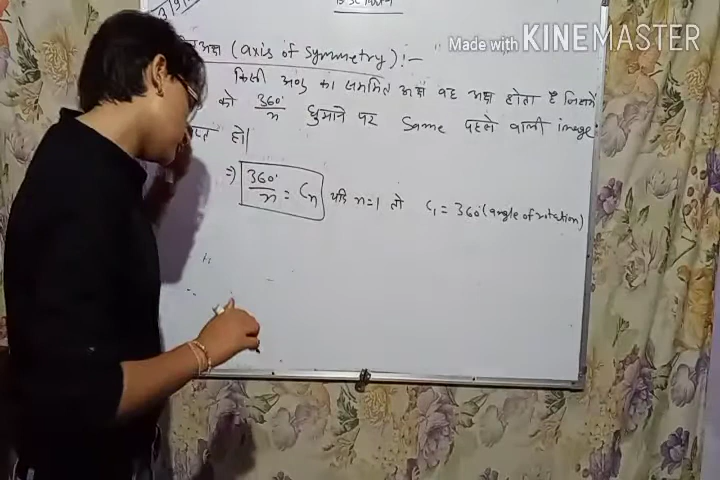 Made with KINEMASTER
अक्ष (axis of symmetry) :-
किसी अणु का सममित अक्ष वह अक्ष होता है जिसमें
को 360°/n घुमाने पर Same पहले वाली image
हो।
⇒ 360°/n = Cn यदि n=1 तो C₁ = 360° (angle of rotation)